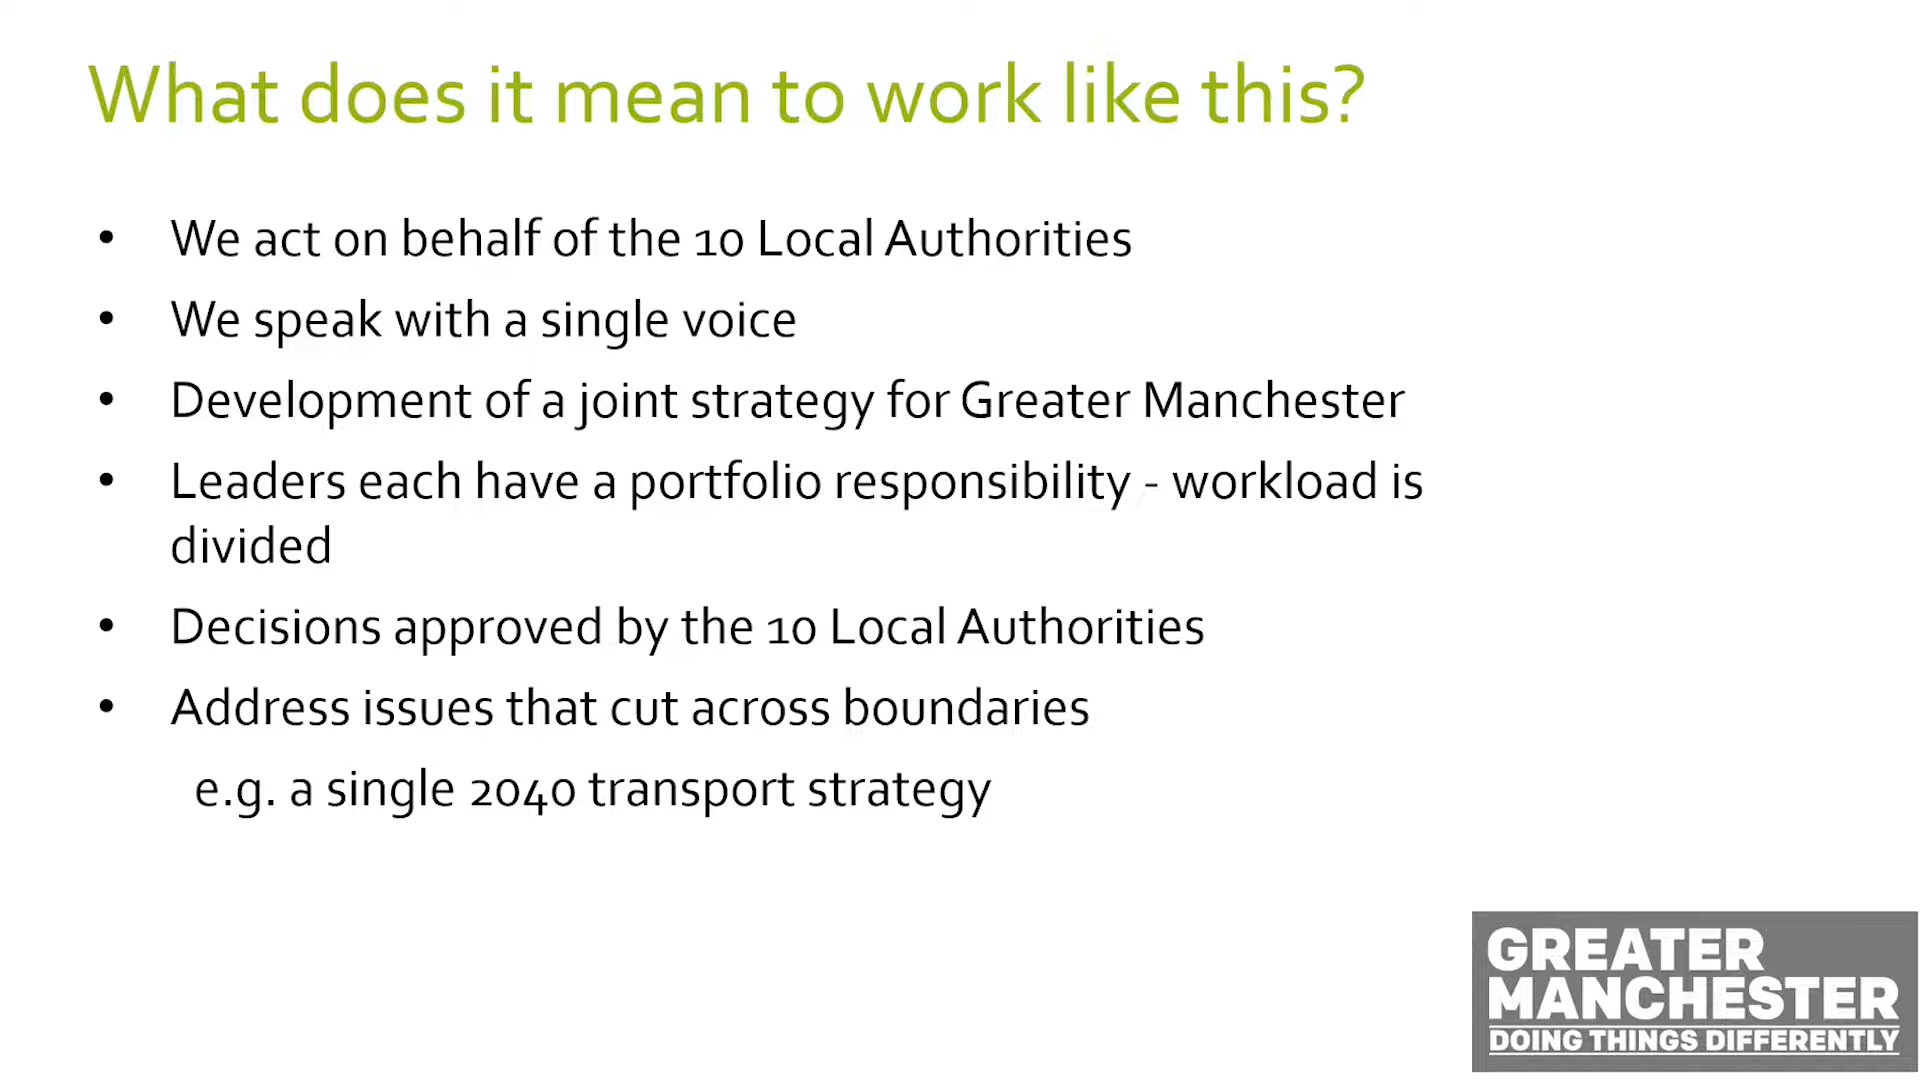 What does it mean to work like this?
• We act on behalf of the 10 Local Authorities
• We speak with a single voice
• Development of a joint strategy for Greater Manchester
• Leaders each have a portfolio responsibility - workload is
divided
• Decisions approved by the 10 Local Authorities
• Address issues that cut across boundaries
e.g. a single 2040 transport strategy
GREATER
MANCHESTER
DOING THINGS DIFFERENTLY